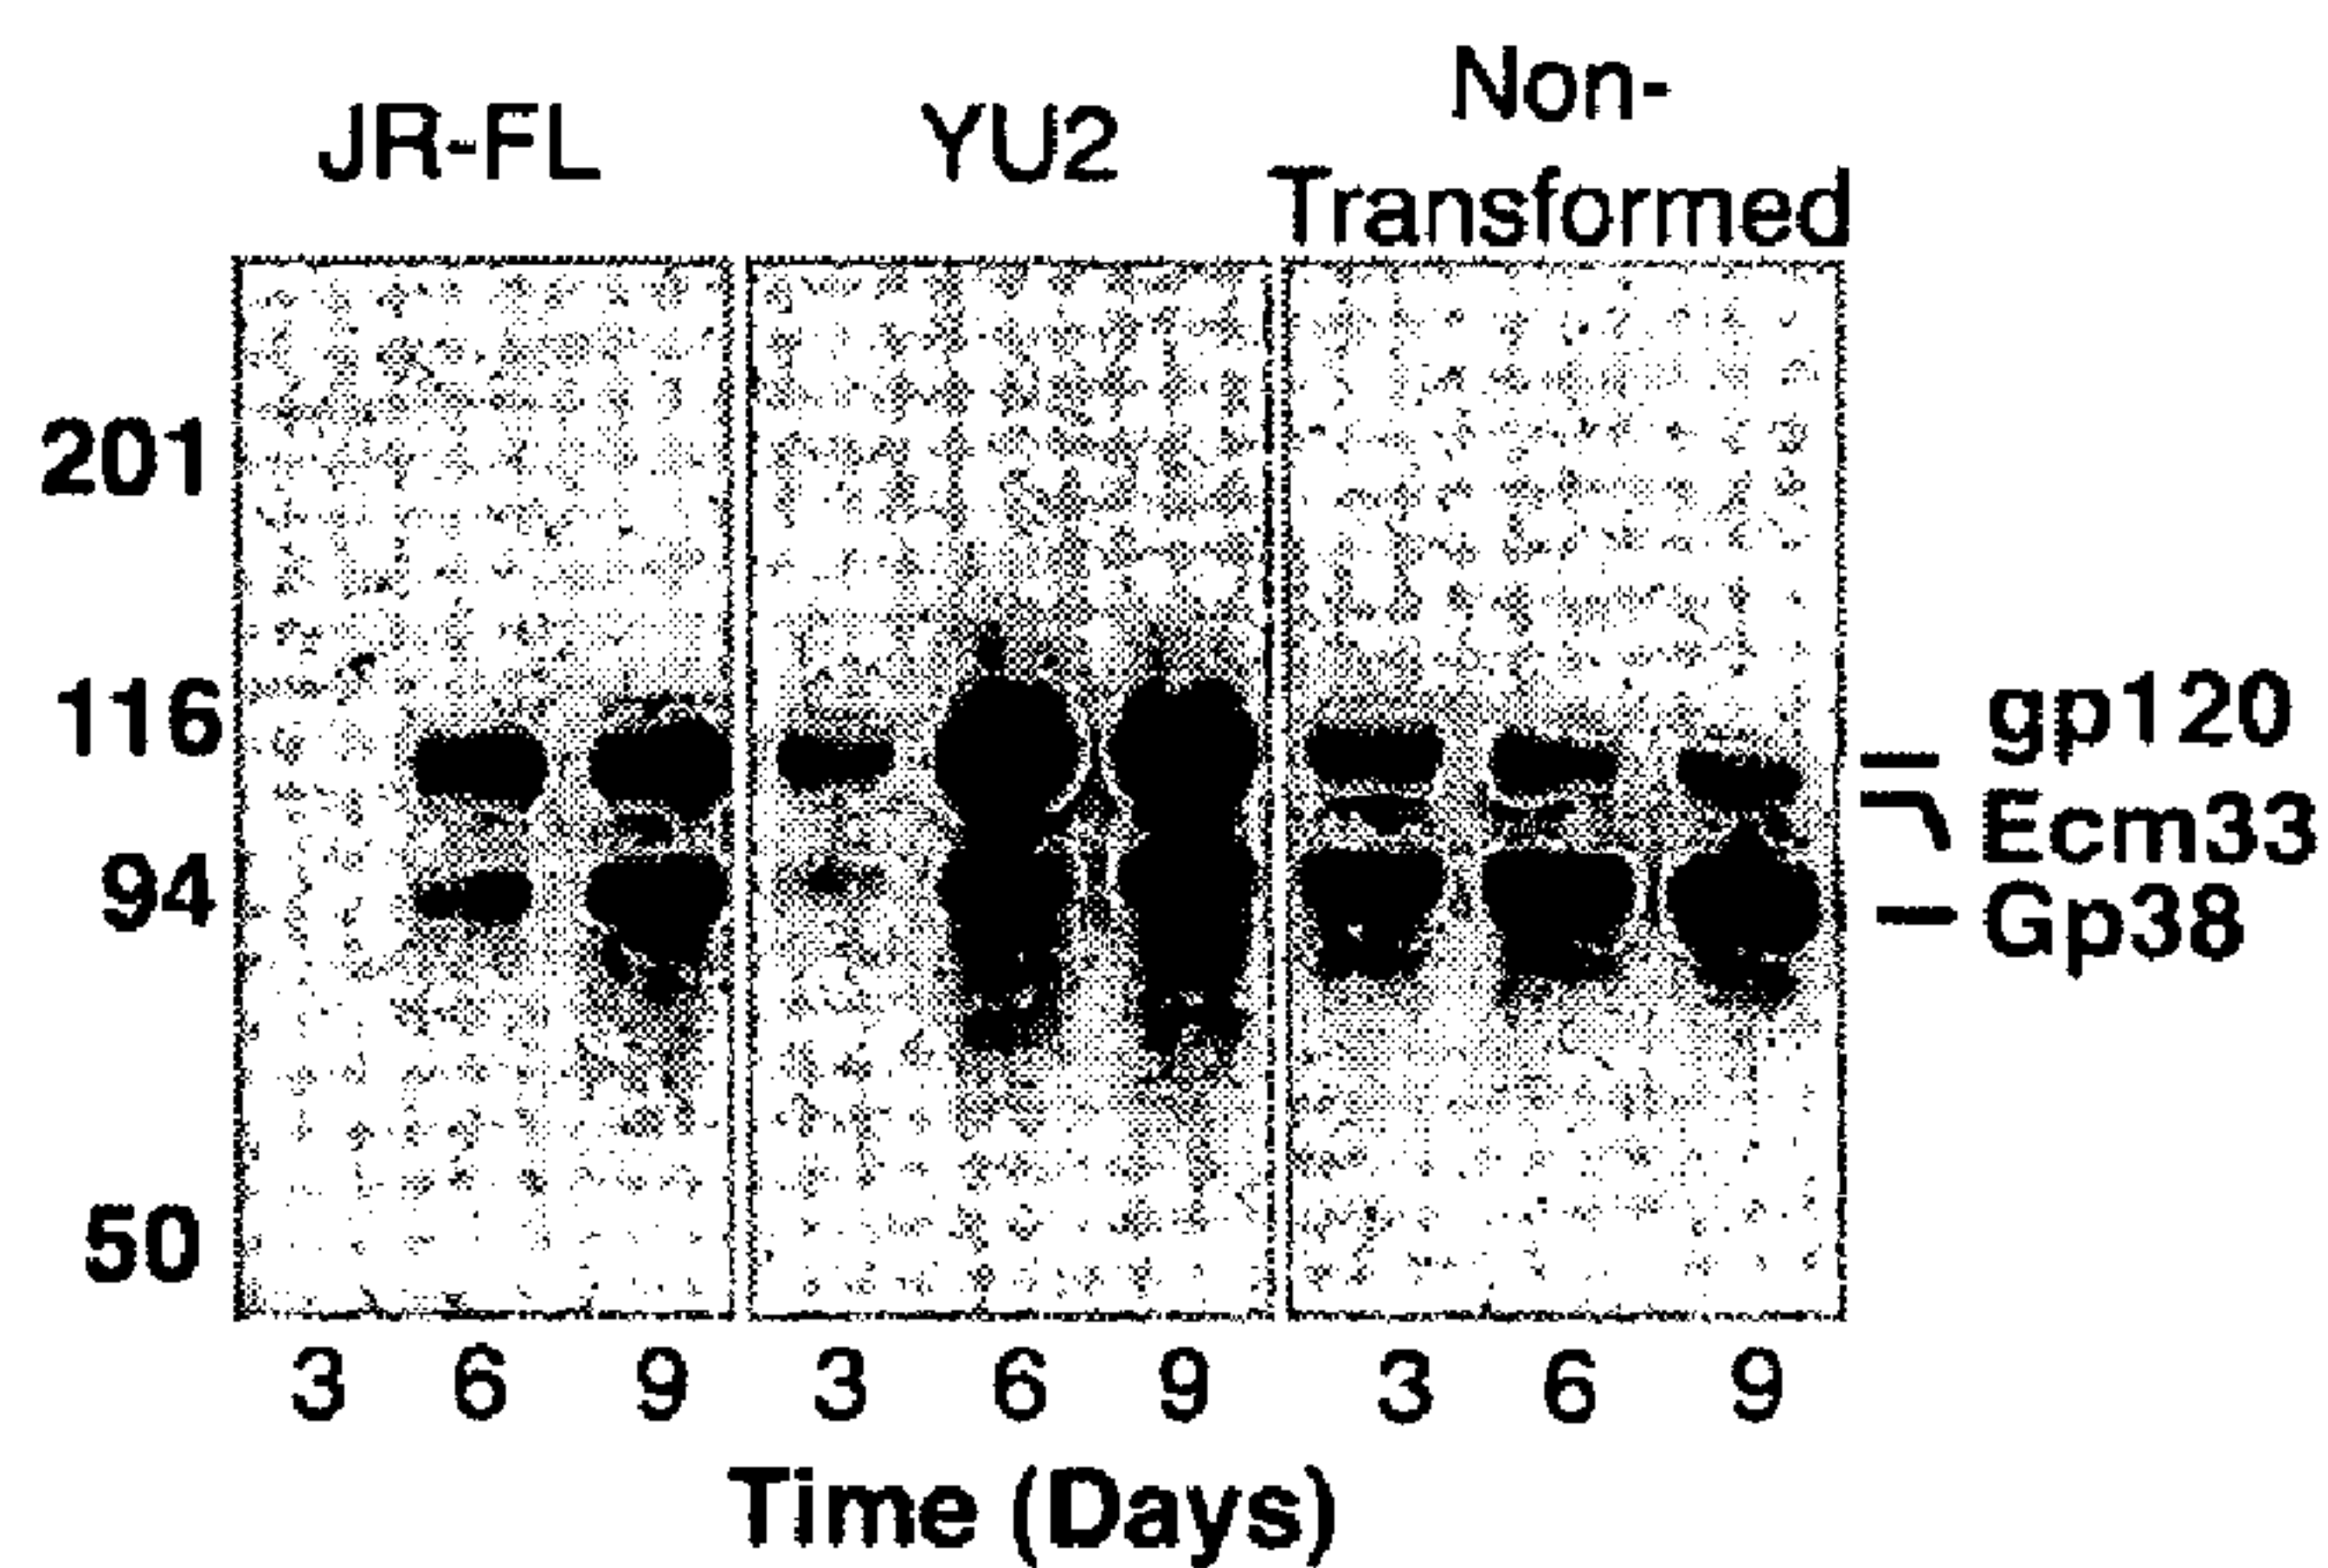 JR-FL
YU2
Non-
Transformed
201
116
94
50
gp120
Ecm33
Gp38
3 6 9 3 6 9 3 6 9
Time (Days)